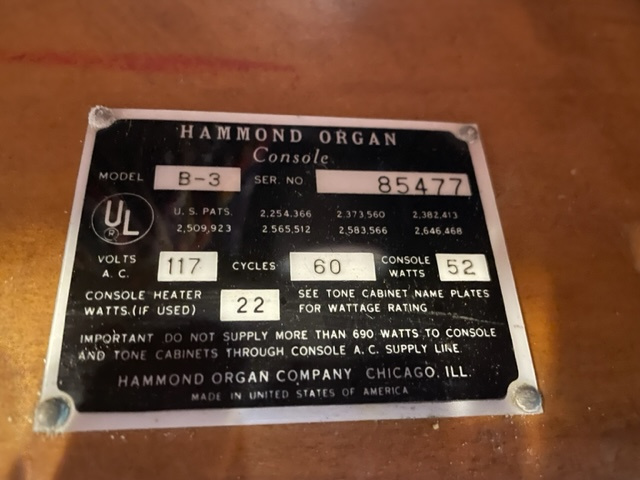 HAMMOND ORGAN
Console
MODEL B-3 SER. NO. 85477
UL
®
U.S. PATS. 2,254,366 2,373,560 2,382,413
2,509,923 2,565,512 2,583,566 2,646,468
VOLTS A.C. 117 CYCLES 60 CONSOLE WATTS 52
CONSOLE HEATER WATTS.(IF USED) 22 SEE TONE CABINET NAME PLATES
FOR WATTAGE RATING
IMPORTANT DO NOT SUPPLY MORE THAN 690 WATTS TO CONSOLE
AND TONE CABINETS THROUGH CONSOLE A.C. SUPPLY LINE.
HAMMOND ORGAN COMPANY CHICAGO, ILL.
MADE IN UNITED STATES OF AMERICA